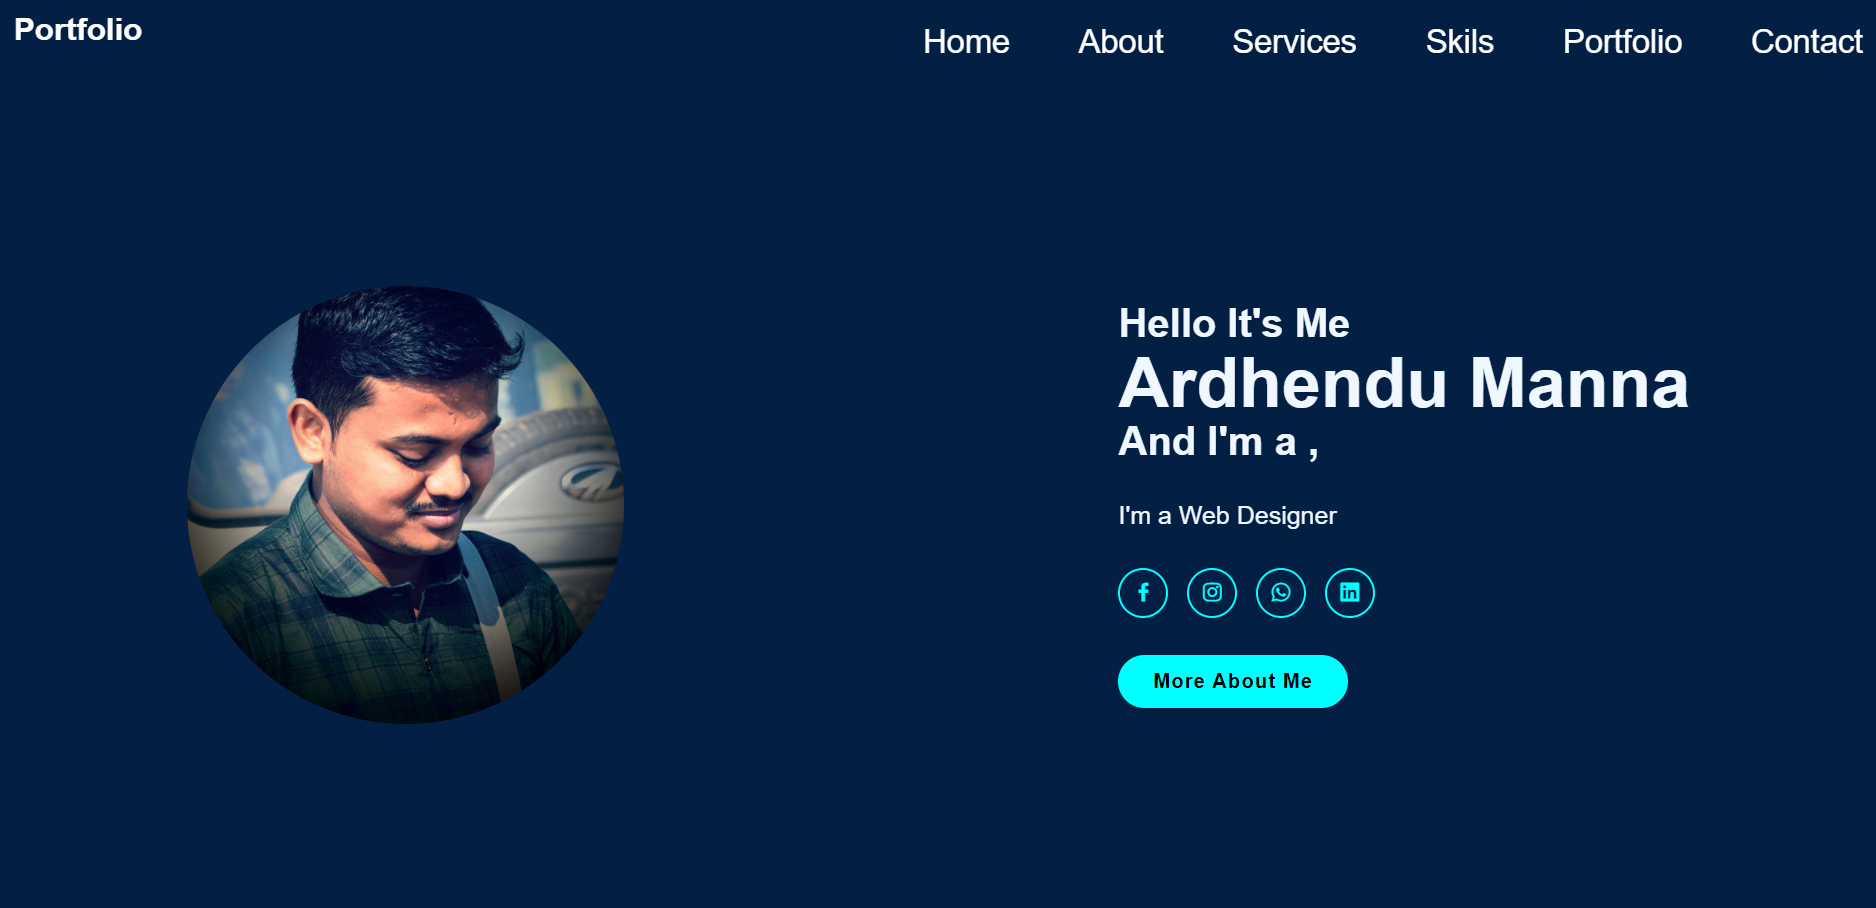 Portfolio
Home About Services Skils Portfolio Contact
Hello It's Me
Ardhendu Manna
And I'm a ,
I'm a Web Designer
More About Me